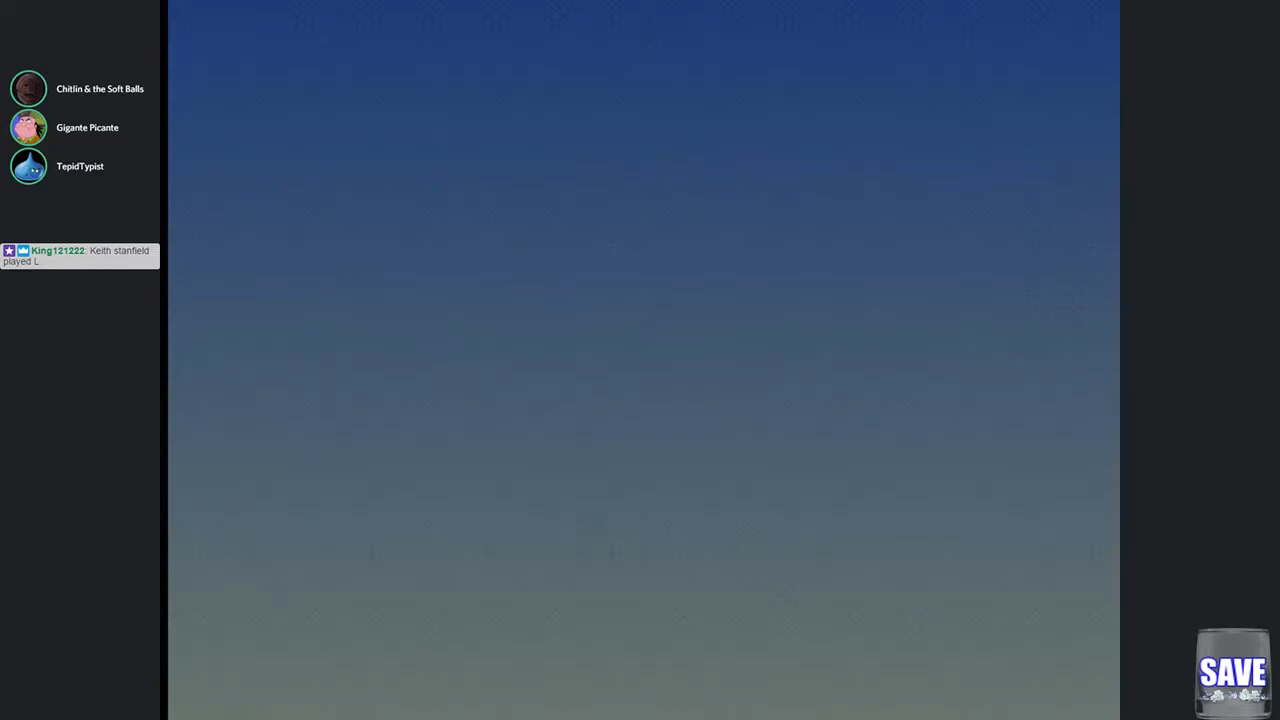 Chitlin & the Soft Balls
Gigante Picante
TepidTypist
King121222: Keith stanfield
played L
SAVE